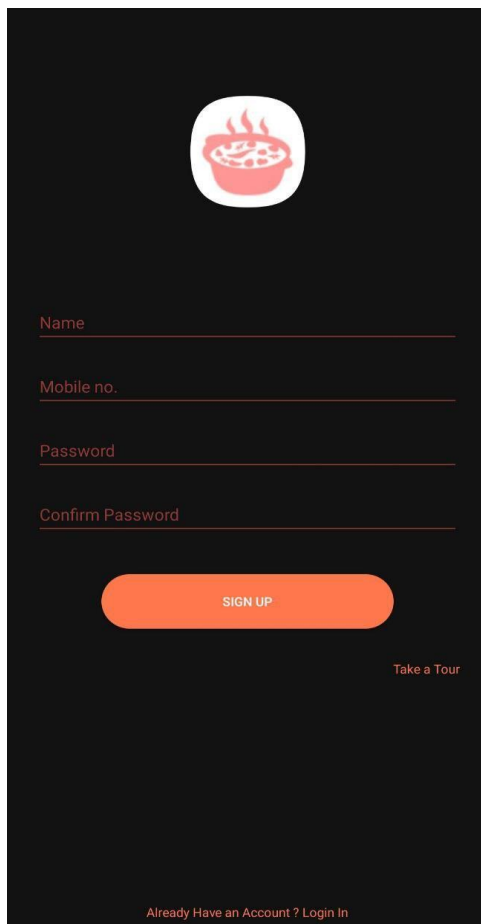 Name
Mobile no.
Password
Confirm Password
SIGN UP
Take a Tour
Already Have an Account ? Login In